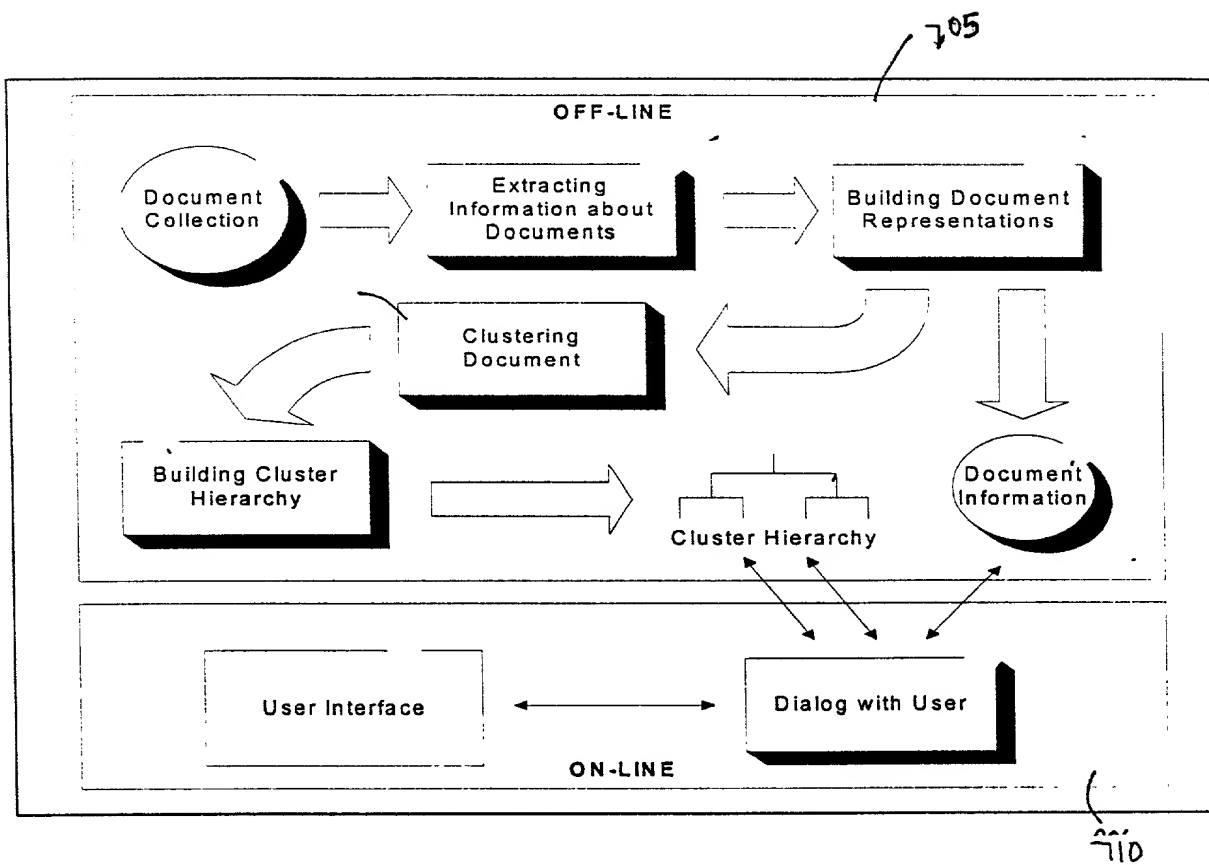 705
OFF-LINE
Document
Collection
Extracting
Information about
Documents
Building Document
Representations
Clustering
Document
Building Cluster
Hierarchy
Cluster Hierarchy
Document
Information
User Interface
Dialog with User
ON-LINE
710